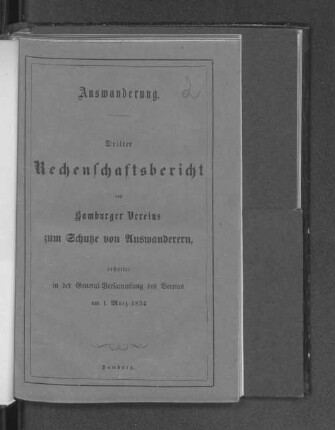 Auswanderung.
2
Dritter
Rechenschaftsbericht
des
Hamburger Vereins
zum Schutze von Auswanderern,
erstattet
in der General-Versammlung des Vereins
am 1. März 1854
Hamburg.